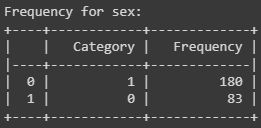 Frequency for sex:
+----+------------+-------------+
|    |   Category |   Frequency |
|----+------------+-------------|
|  0 |          1 |         180 |
|  1 |          0 |          83 |
+----+------------+-------------+